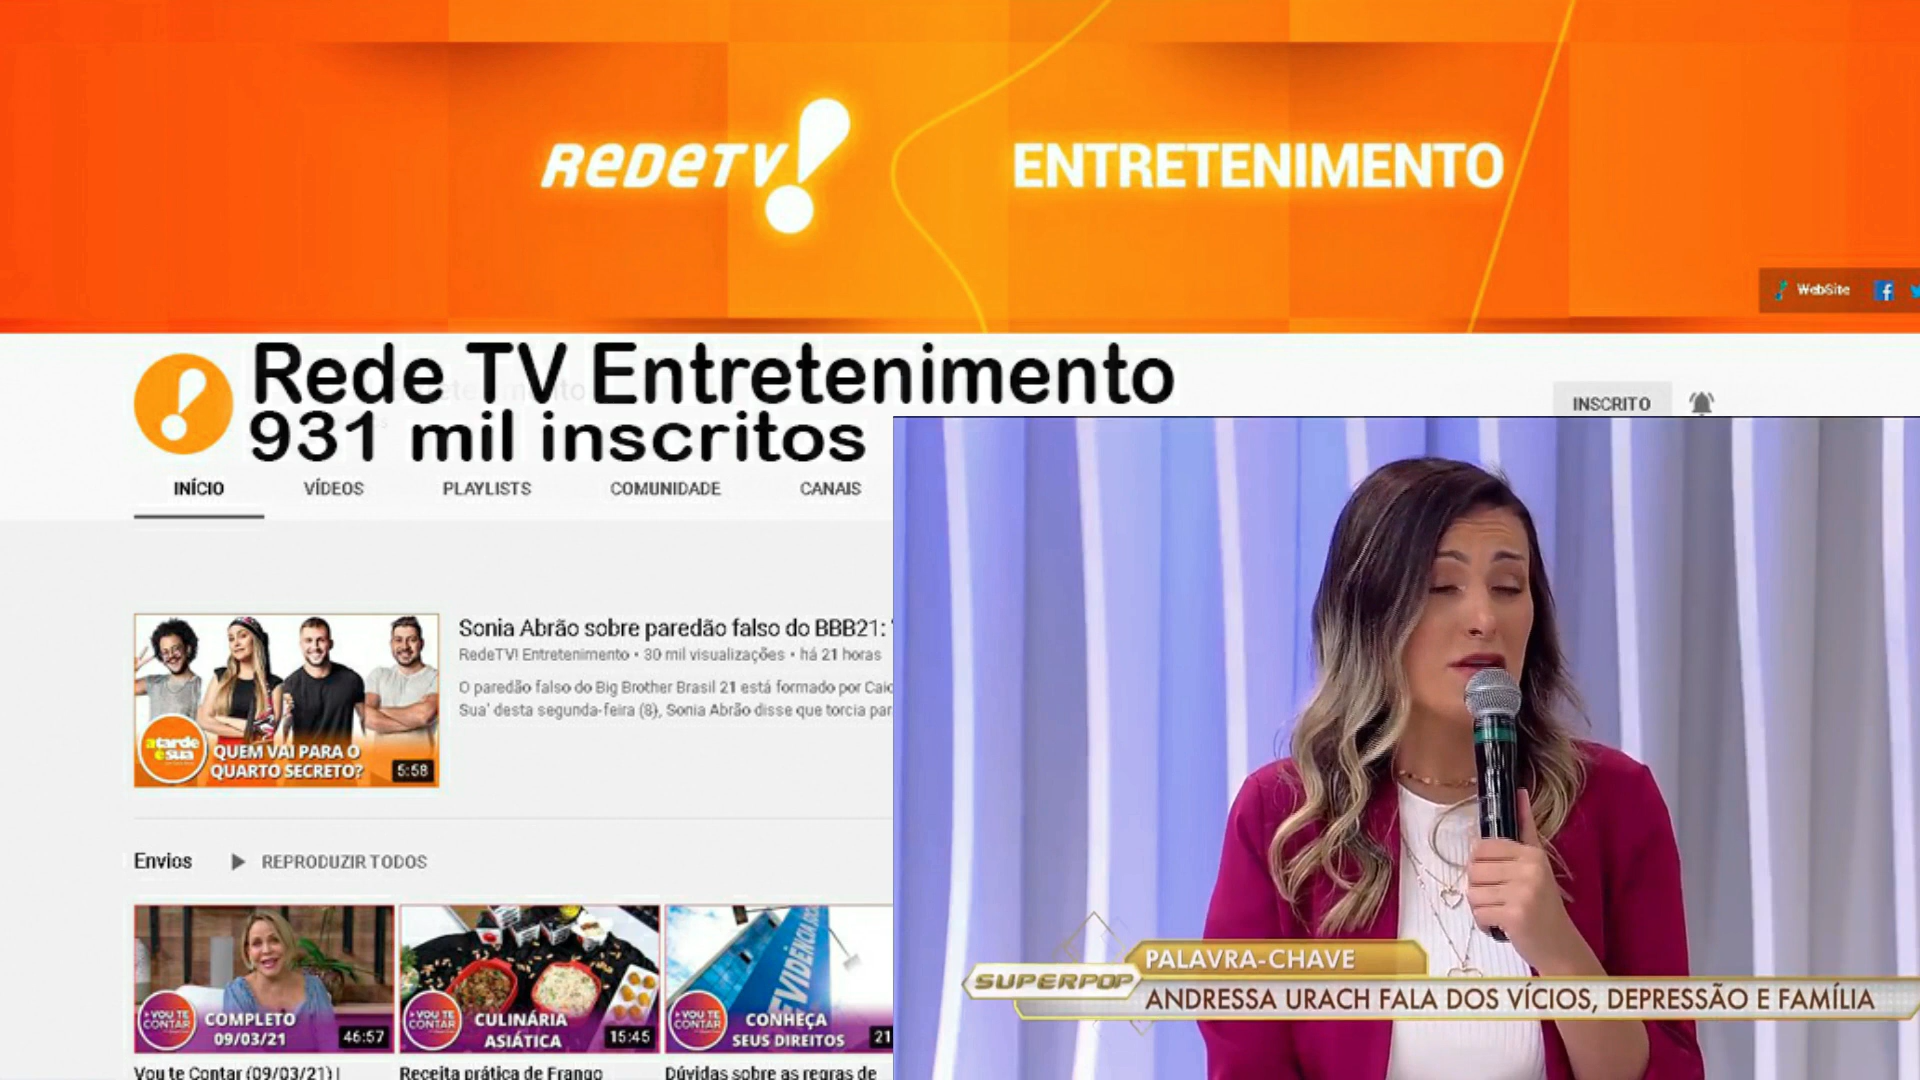 REDETV!
ENTRETENIMENTO
WebSite
Rede TV Entretenimento
931 mil inscritos
INSCRITO
INÍCIO
VÍDEOS
PLAYLISTS
COMUNIDADE
CANAIS
Sonia Abrão sobre paredão falso do BBB21: '
RedeTV! Entretenimento • 30 mil visualizações • há 21 horas
O paredão falso do Big Brother Brasil 21 está formado por Caio
Sua' desta segunda-feira (8), Sonia Abrão disse que torcia par
a tarde
é sua
QUEM VAI PARA O
QUARTO SECRETO?
5:58
Envios
REPRODUZIR TODOS
VOU TE
CONTAR
COMPLETO
09/03/21
46:57
VOU TE
CONTAR
CULINÁRIA
ASIÁTICA
15:45
EVIDÊNCIA SO
VOU TE
CONTAR
CONHEÇA
SEUS DIREITOS
21
Vou te Contar (09/03/21) |
Receita prática de Frango
Dúvidas sobre as regras de
SUPERPOP
PALAVRA-CHAVE
ANDRESSA URACH FALA DOS VÍCIOS, DEPRESSÃO E FAMÍLIA